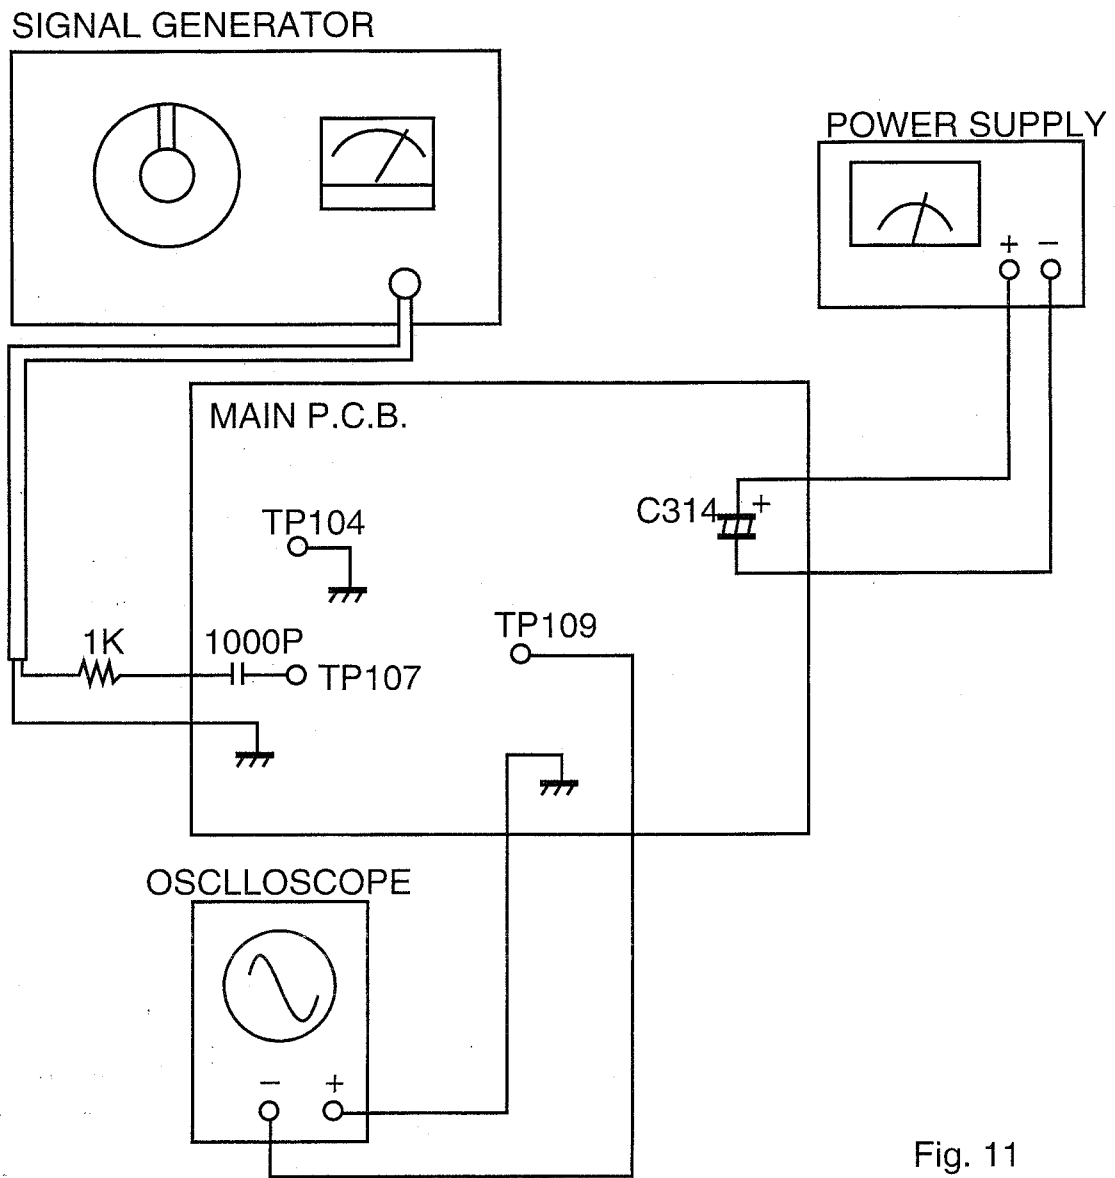 SIGNAL GENERATOR
POWER SUPPLY
+ −
MAIN P.C.B.
C314 +
TP104
TP109
1K
1000P
TP107
OSCLLOSCOPE
− +
Fig. 11